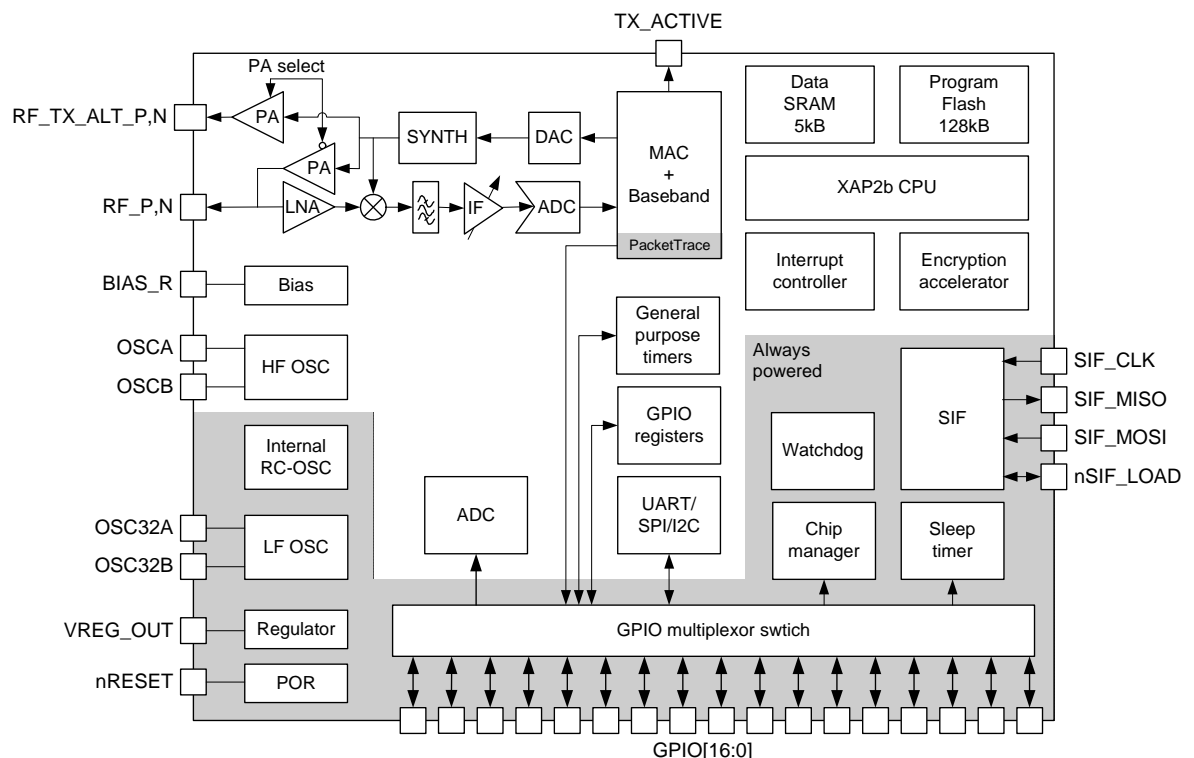 TX_ACTIVE
PA select
RF_TX_ALT_P,N
PA
SYNTH
DAC
MAC
+
Baseband
PacketTrace
PA
RF_P,N
LNA
IF
ADC
Data
SRAM
5kB
Program
Flash
128kB
XAP2b CPU
Interrupt
controller
Encryption
accelerator
BIAS_R
Bias
OSCA
OSCB
HF OSC
General
purpose
timers
Always
powered
SIF
SIF_CLK
SIF_MISO
SIF_MOSI
nSIF_LOAD
GPIO
registers
Watchdog
Internal
RC-OSC
OSC32A
OSC32B
LF OSC
ADC
UART/
SPI/I2C
Chip
manager
Sleep
timer
VREG_OUT
Regulator
GPIO multiplexor swtich
nRESET
POR
GPIO[16:0]